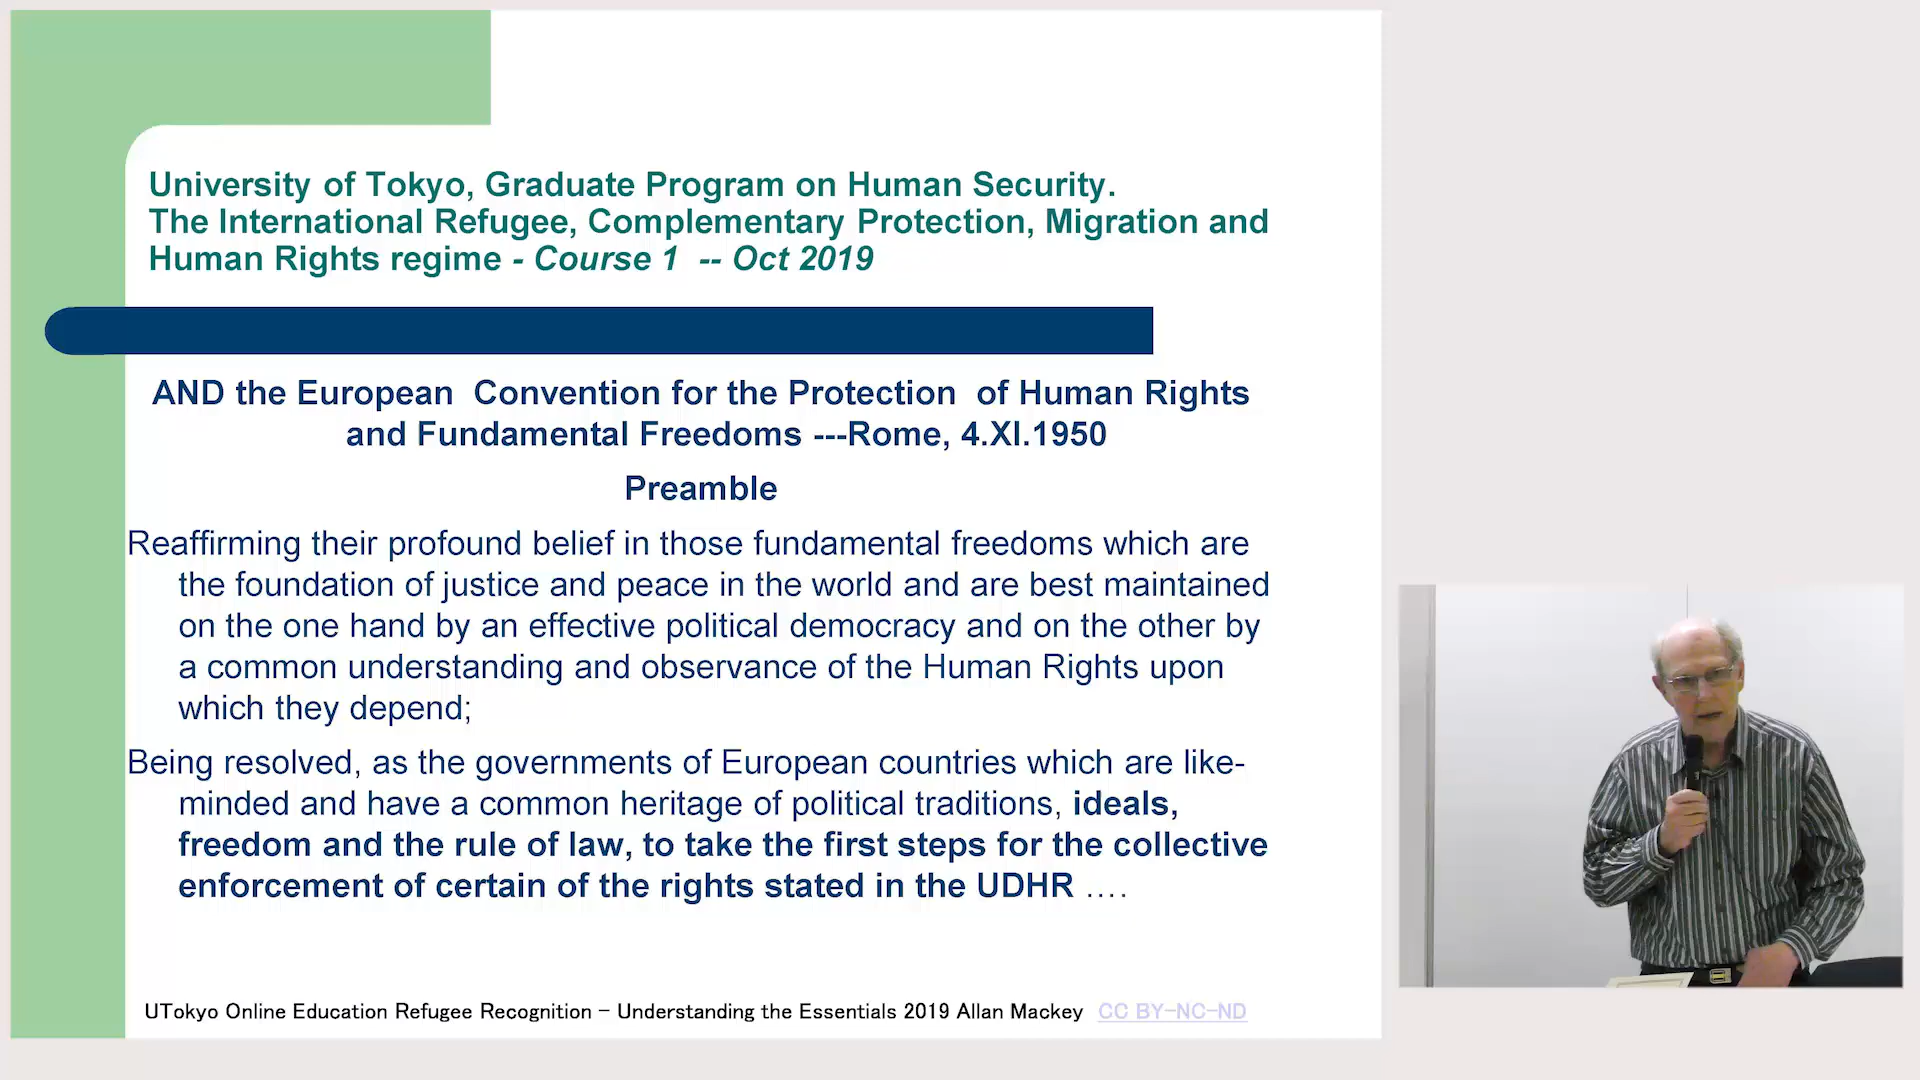 University of Tokyo, Graduate Program on Human Security.
The International Refugee, Complementary Protection, Migration and
Human Rights regime - Course 1 -- Oct 2019
AND the European Convention for the Protection of Human Rights
and Fundamental Freedoms ---Rome, 4.XI.1950
Preamble
Reaffirming their profound belief in those fundamental freedoms which are
the foundation of justice and peace in the world and are best maintained
on the one hand by an effective political democracy and on the other by
a common understanding and observance of the Human Rights upon
which they depend;
Being resolved, as the governments of European countries which are like-
minded and have a common heritage of political traditions, ideals,
freedom and the rule of law, to take the first steps for the collective
enforcement of certain of the rights stated in the UDHR ….
UTokyo Online Education Refugee Recognition – Understanding the Essentials 2019 Allan Mackey CC BY-NC-ND